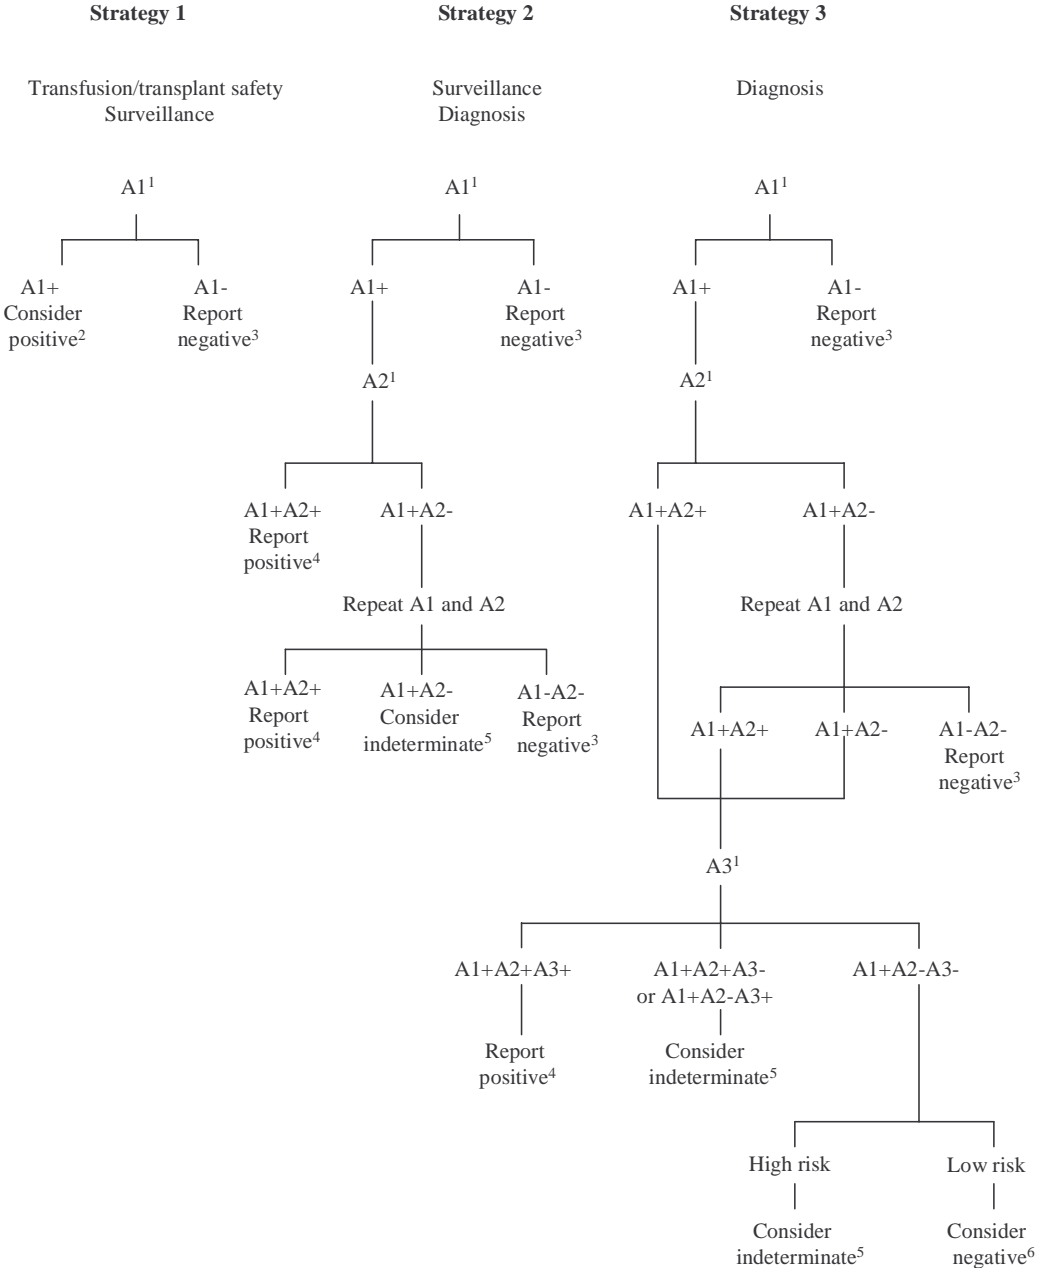 Strategy 1
Strategy 2
Strategy 3
Transfusion/transplant safety
Surveillance
Surveillance
Diagnosis
Diagnosis
A1¹
A1¹
A1¹
A1+
Consider
positive²
A1-
Report
negative³
A1+
A1-
Report
negative³
A1+
A1-
Report
negative³
A2¹
A2¹
A1+A2+
Report
positive⁴
A1+A2-
A1+A2+
A1+A2-
Repeat A1 and A2
Repeat A1 and A2
A1+A2+
Report
positive⁴
A1+A2-
Consider
indeterminate⁵
A1-A2-
Report
negative³
A1+A2+
A1+A2-
A1-A2-
Report
negative³
A3¹
A1+A2+A3+
A1+A2+A3-
or A1+A2-A3+
A1+A2-A3-
Report
positive⁴
Consider
indeterminate⁵
High risk
Low risk
Consider
indeterminate⁵
Consider
negative⁶